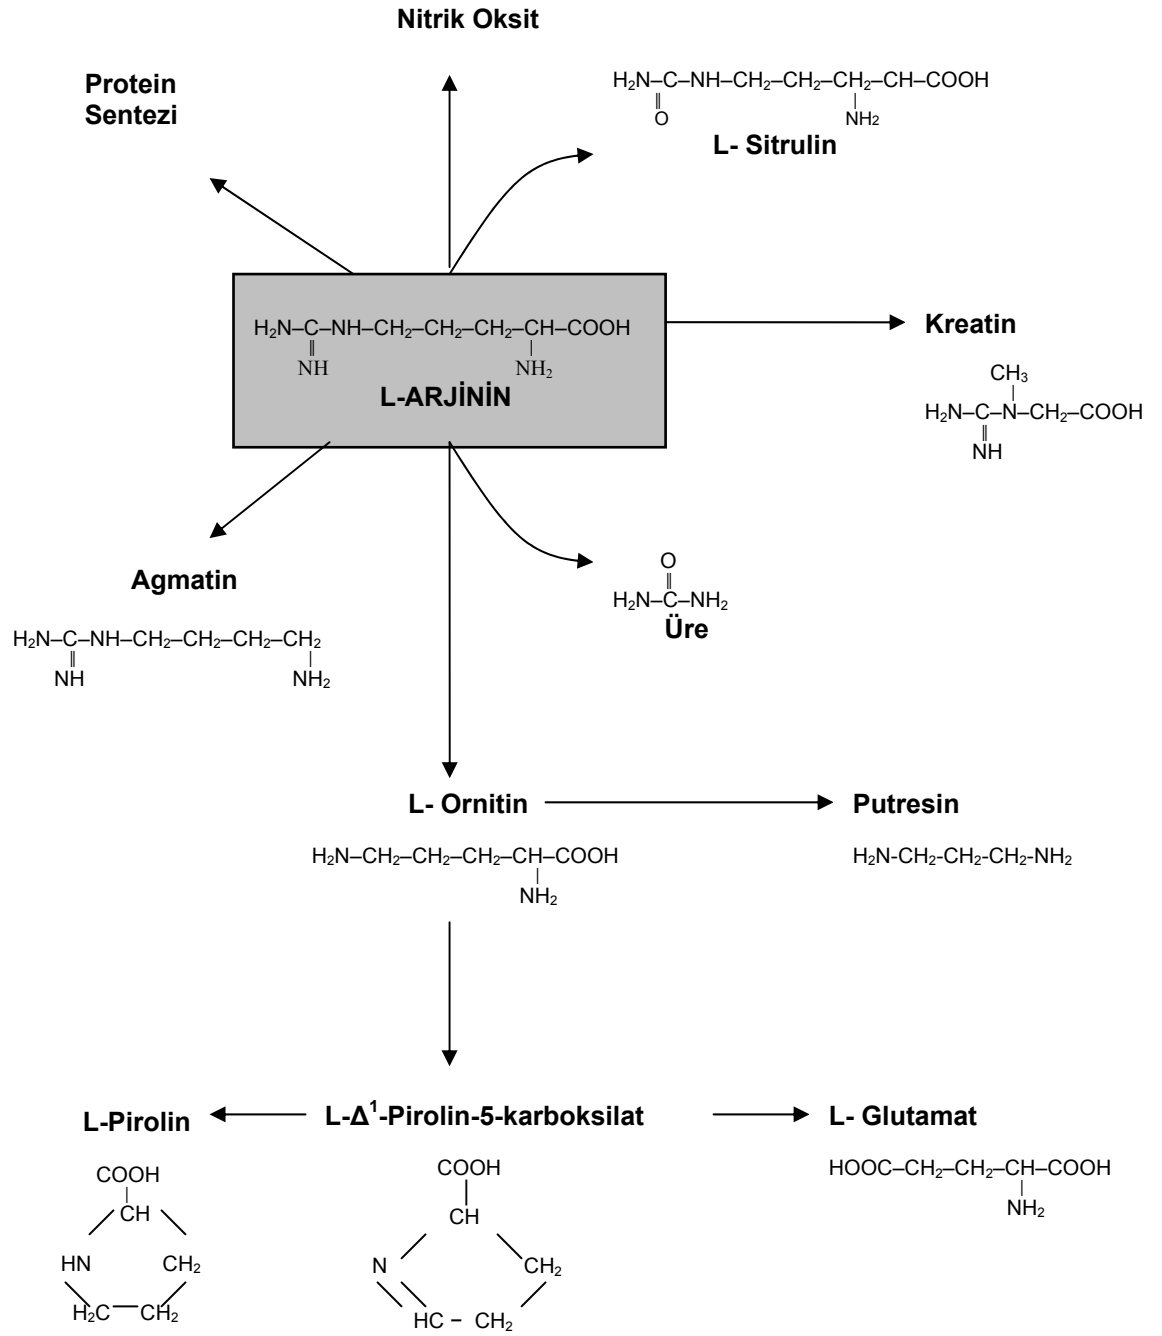 Nitrik Oksit
Protein
Sentezi
H₂N–C–NH–CH₂–CH₂–CH₂–CH–COOH
O NH₂
L- Sitrulin
H₂N–C–NH–CH₂–CH₂–CH₂–CH–COOH
NH NH₂
L-ARJİNİN
Kreatin
CH₃
H₂N–C–N–CH₂–COOH
NH
Agmatin
H₂N–C–NH–CH₂–CH₂–CH₂–CH₂
NH NH₂
O
H₂N–C–NH₂
Üre
L- Ornitin
H₂N–CH₂–CH₂–CH₂–CH–COOH
NH₂
Putresin
H₂N-CH₂-CH₂-CH₂-NH₂
L-Pirolin
COOH
CH
HN CH₂
H₂C CH₂
L-Δ¹-Pirolin-5-karboksilat
COOH
CH
N CH₂
HC – CH₂
L- Glutamat
HOOC–CH₂–CH₂–CH–COOH
NH₂